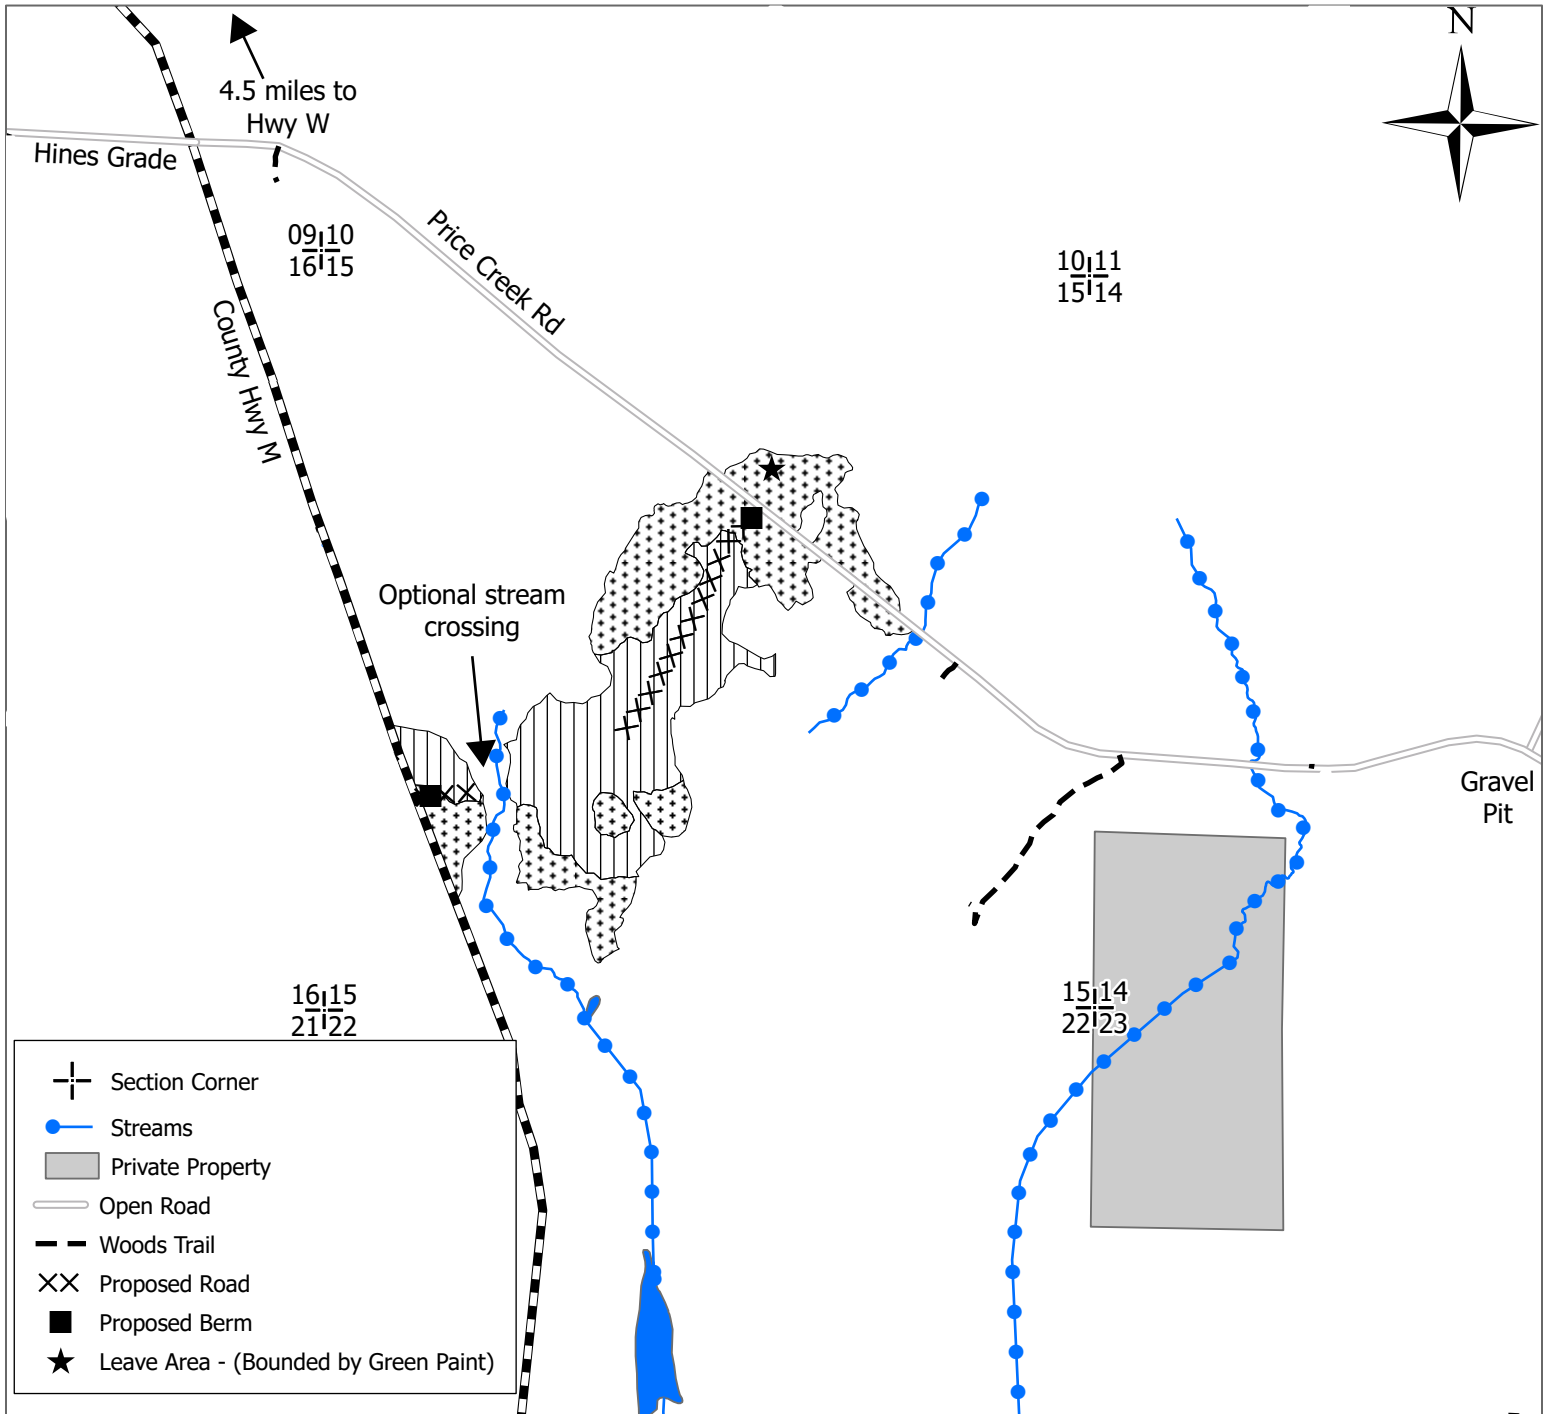 N
4.5 miles to
Hwy W
Hines Grade
Price Creek Rd
09 10
16 15
10 11
15 14
County Hwy M
Optional stream
crossing
Gravel
Pit
16 15
21 22
15 14
22 23
Section Corner
Streams
Private Property
Open Road
Woods Trail
Proposed Road
Proposed Berm
Leave Area - (Bounded by Green Paint)